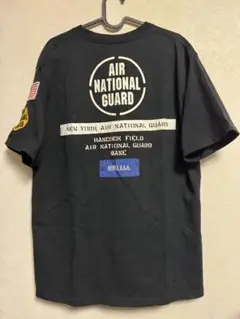 AIR
NATIONAL
GUARD
NEW YORK AIR NATIONAL GUARD
HANCOCK FIELD
AIR NATIONAL GUARD
BASE